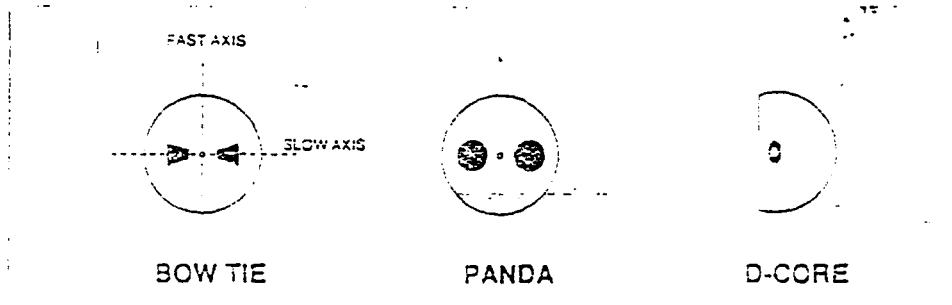 FAST AXIS
SLOW AXIS
BOW TIE
PANDA
D-CORE